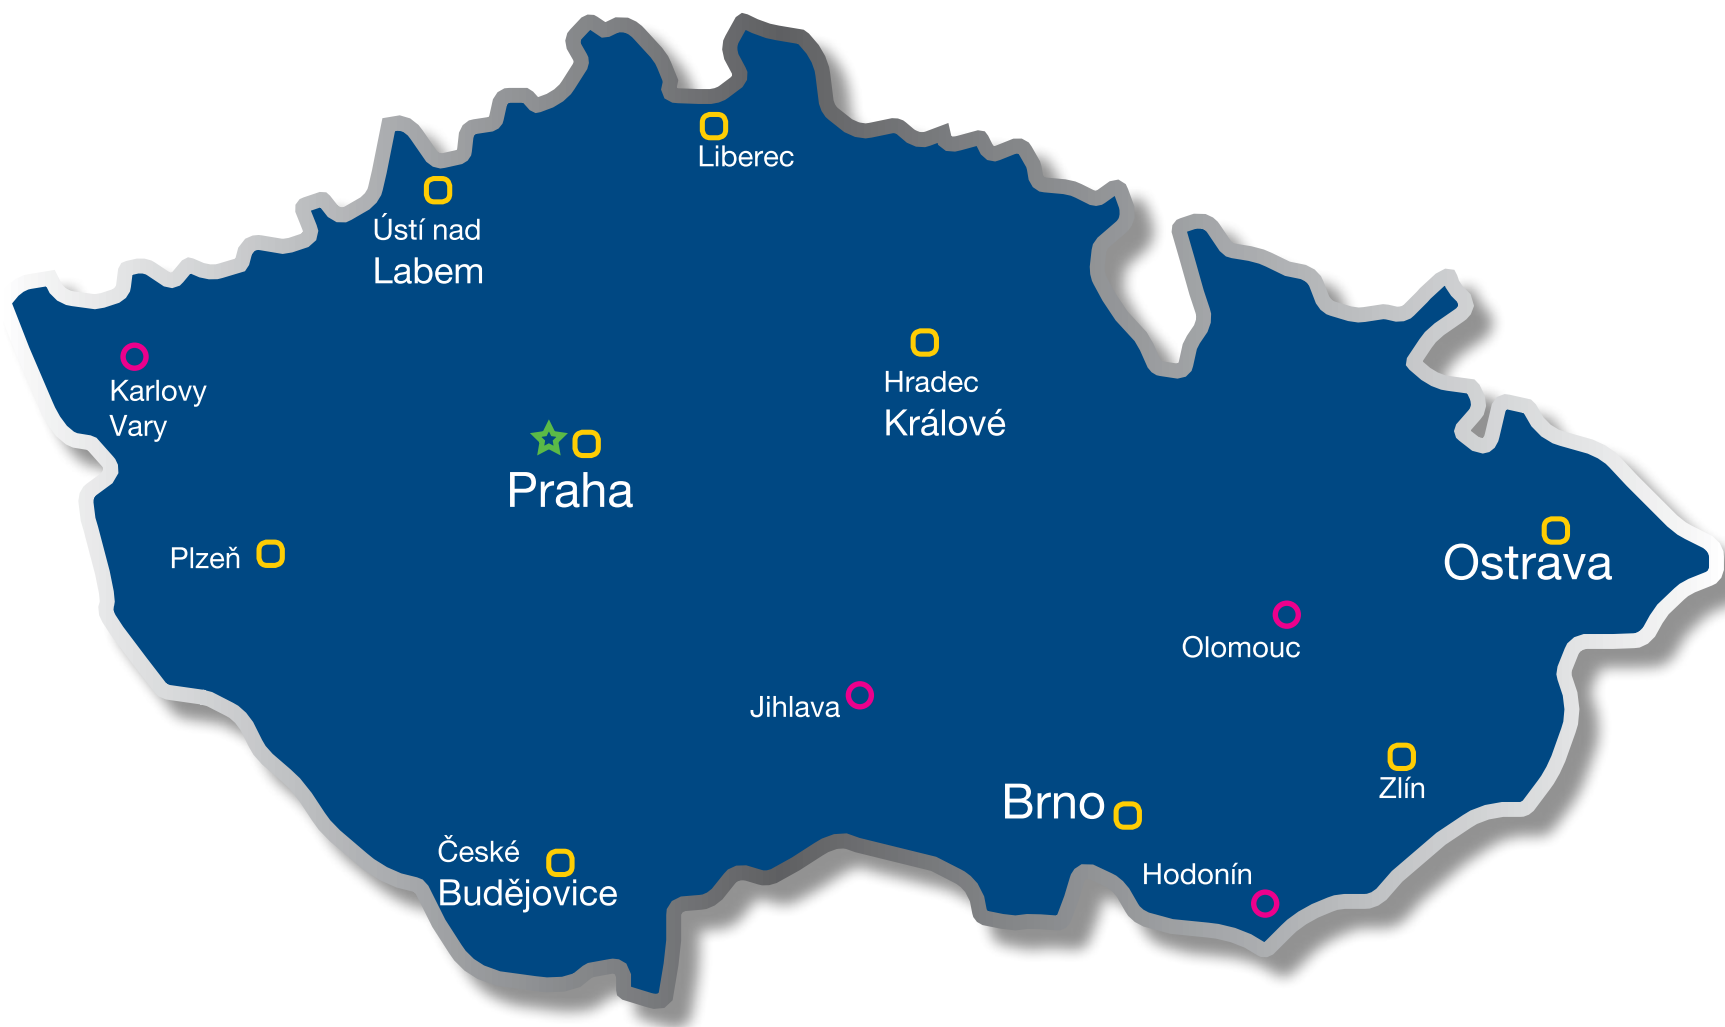 Liberec
Ústí nad
Labem
Karlovy
Vary
Hradec
Králové
Praha
Plzeň
Ostrava
Olomouc
Jihlava
Zlín
Brno
České
Budějovice
Hodonín